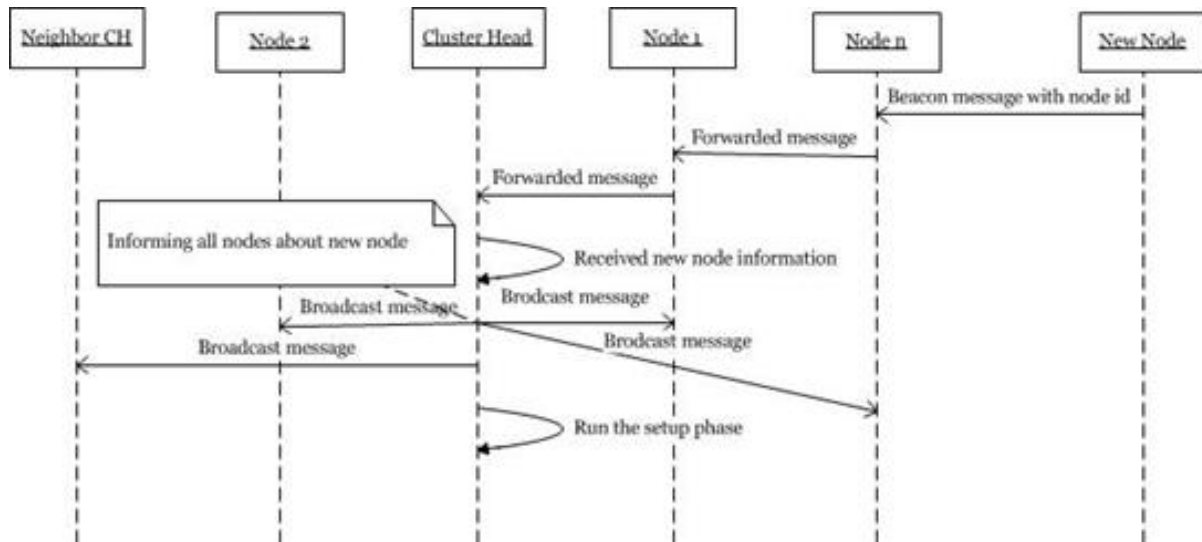 Neighbor CH
Node 2
Cluster Head
Node 1
Node n
New Node
Beacon message with node id
Forwarded message
Forwarded message
Informing all nodes about new node
Received new node information
Broadcast message
Brodcast message
Brodcast message
Broadcast message
Run the setup phase